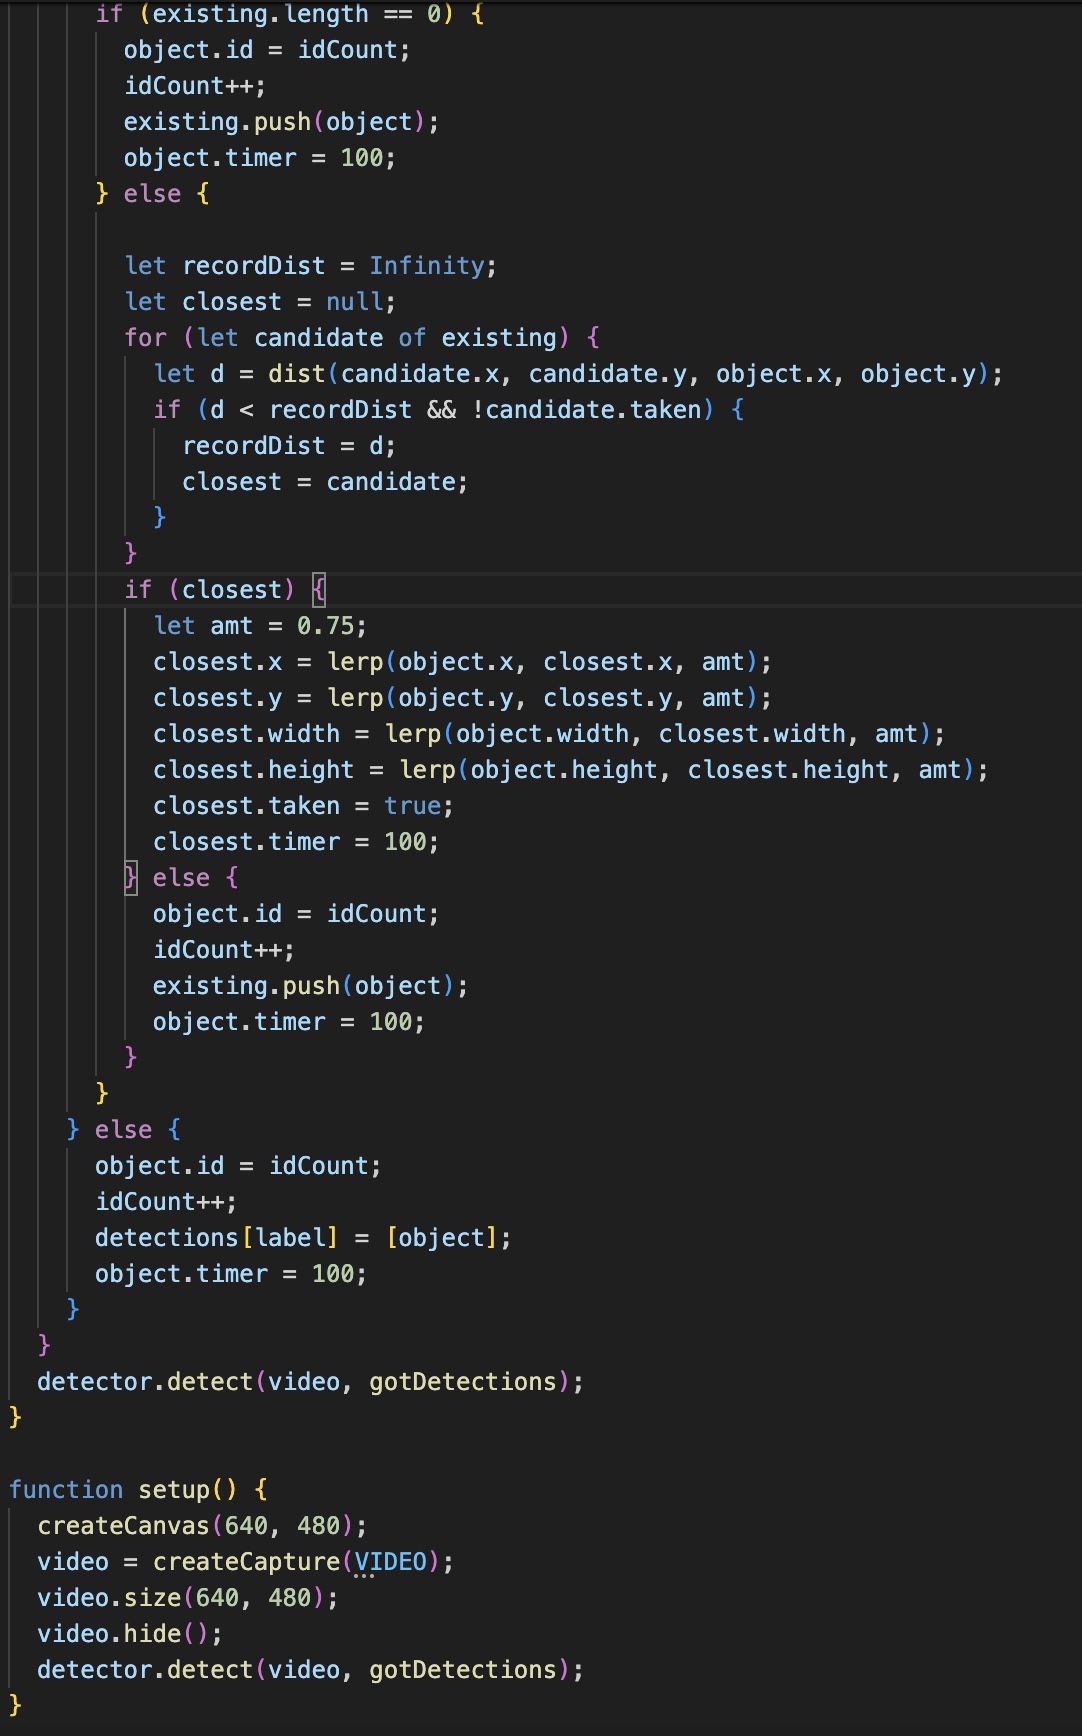 if (existing.length == 0) {
object.id = idCount;
idCount++;
existing.push(object);
object.timer = 100;
} else {
let recordDist = Infinity;
let closest = null;
for (let candidate of existing) {
let d = dist(candidate.x, candidate.y, object.x, object.y);
if (d < recordDist && !candidate.taken) {
recordDist = d;
closest = candidate;
}
}
if (closest) {
let amt = 0.75;
closest.x = lerp(object.x, closest.x, amt);
closest.y = lerp(object.y, closest.y, amt);
closest.width = lerp(object.width, closest.width, amt);
closest.height = lerp(object.height, closest.height, amt);
closest.taken = true;
closest.timer = 100;
} else {
object.id = idCount;
idCount++;
existing.push(object);
object.timer = 100;
}
}
} else {
object.id = idCount;
idCount++;
detections[label] = [object];
object.timer = 100;
}
}
detector.detect(video, gotDetections);
}
function setup() {
createCanvas(640, 480);
video = createCapture(VIDEO);
video.size(640, 480);
video.hide();
detector.detect(video, gotDetections);
}